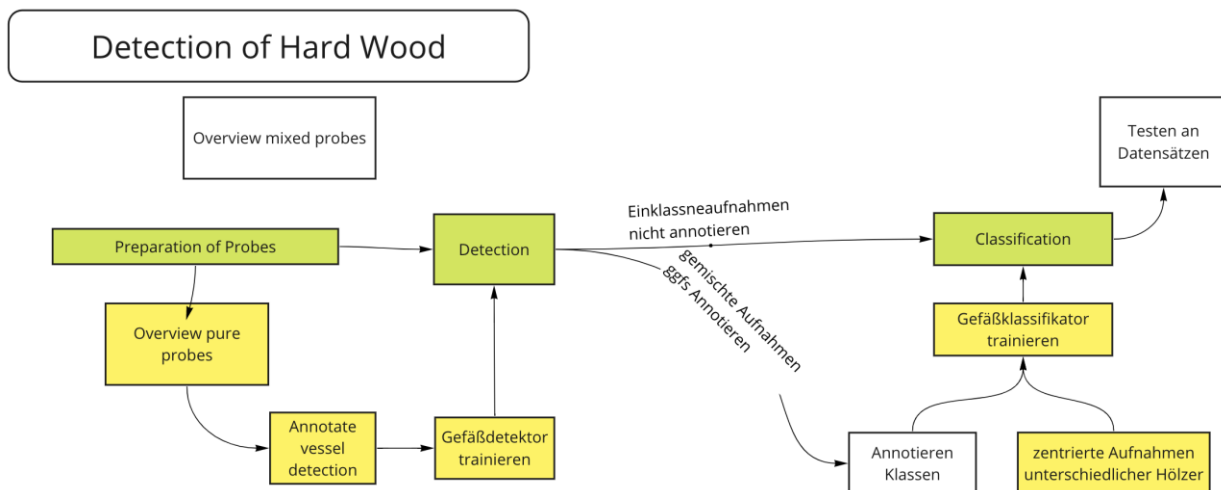 Detection of Hard Wood
Overview mixed probes
Testen an
Datensätzen
Preparation of Probes
Detection
Einklassneaufnahmen
nicht annotieren
gemischte Aufnahmen
ggfs Annotieren
Classification
Overview pure
probes
Gefäßklassifikator
trainieren
Annotate
vessel
detection
Gefäßdetektor
trainieren
Annotieren
Klassen
zentrierte Aufnahmen
unterschiedlicher Hölzer